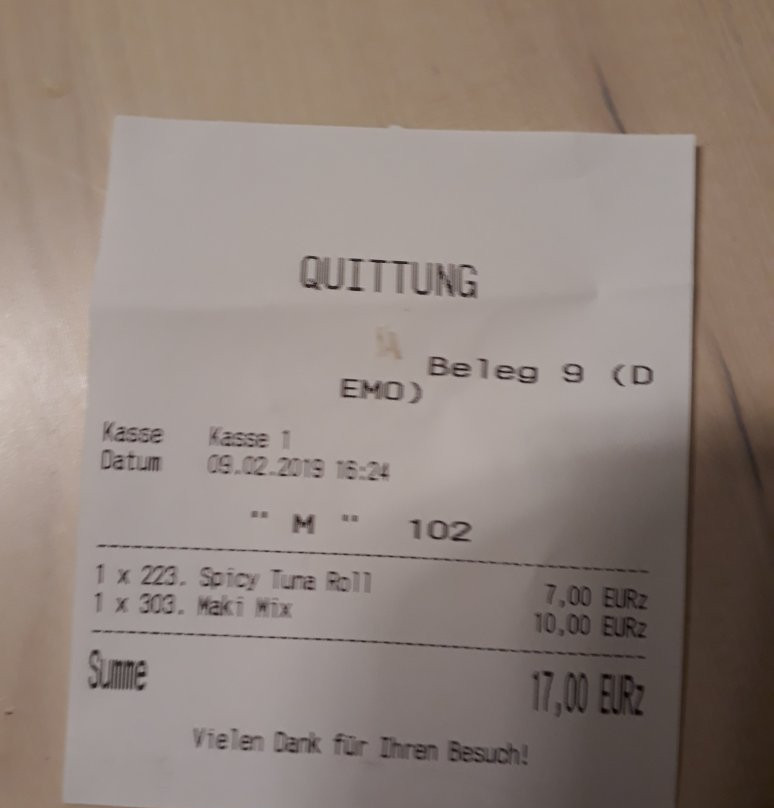 QUITTUNG
Beleg 9 (D
EMO)
Kasse Kasse 1
Datum 09.02.2019 16:24
" M " 102
1 x 223. Spicy Tuna Roll 7,00 EURz
1 x 303. Maki Mix 10,00 EURz
Summe 17,00 EURz
Vielen Dank für Ihren Besuch!